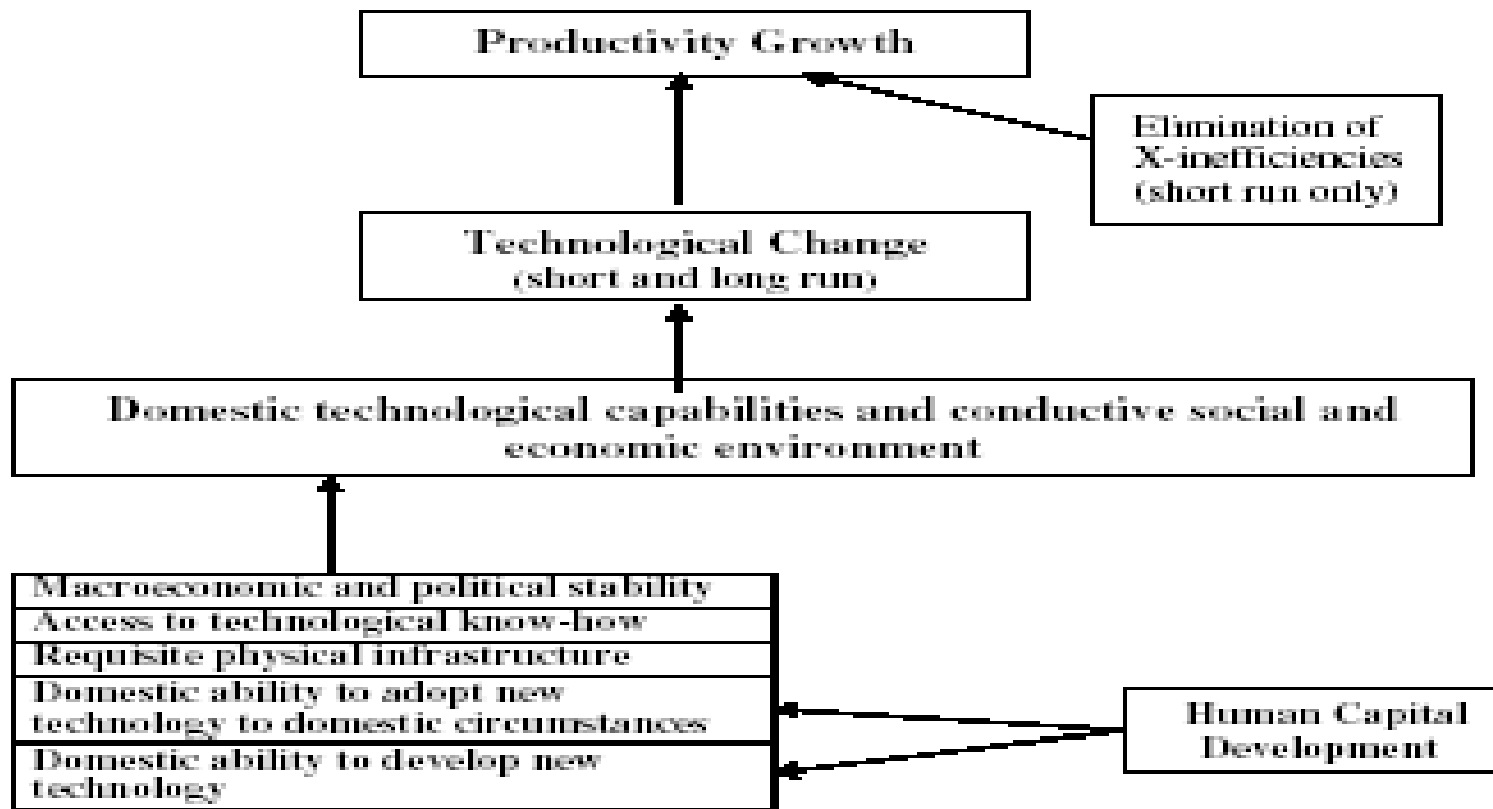 Productivity Growth
Elimination of
X-inefficiencies
(short run only)
Technological Change
(short and long run)
Domestic technological capabilities and conductive social and
economic environment
Macroeconomic and political stability
Access to technological know-how
Requisite physical infrastructure
Domestic ability to adopt new
technology to domestic circumstances
Domestic ability to develop new
technology
Human Capital
Development